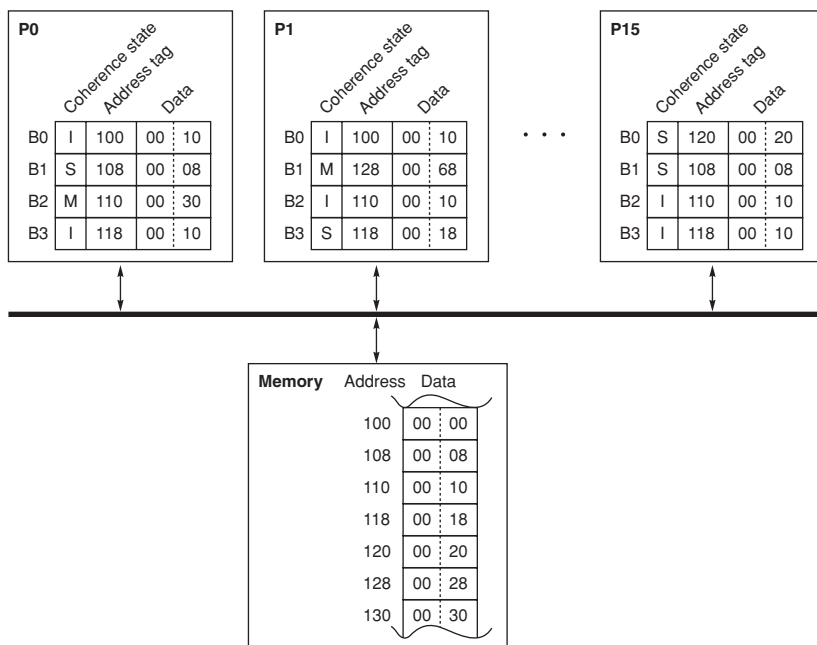 P0
Coherence state
Address tag
Data
B0 I 100 00 10
B1 S 108 00 08
B2 M 110 00 30
B3 I 118 00 10
P1
Coherence state
Address tag
Data
B0 I 100 00 10
B1 M 128 00 68
B2 I 110 00 10
B3 S 118 00 18
. . .
P15
Coherence state
Address tag
Data
B0 S 120 00 20
B1 S 108 00 08
B2 I 110 00 10
B3 I 118 00 10
Memory Address Data
100 00 00
108 00 08
110 00 10
118 00 18
120 00 20
128 00 28
130 00 30